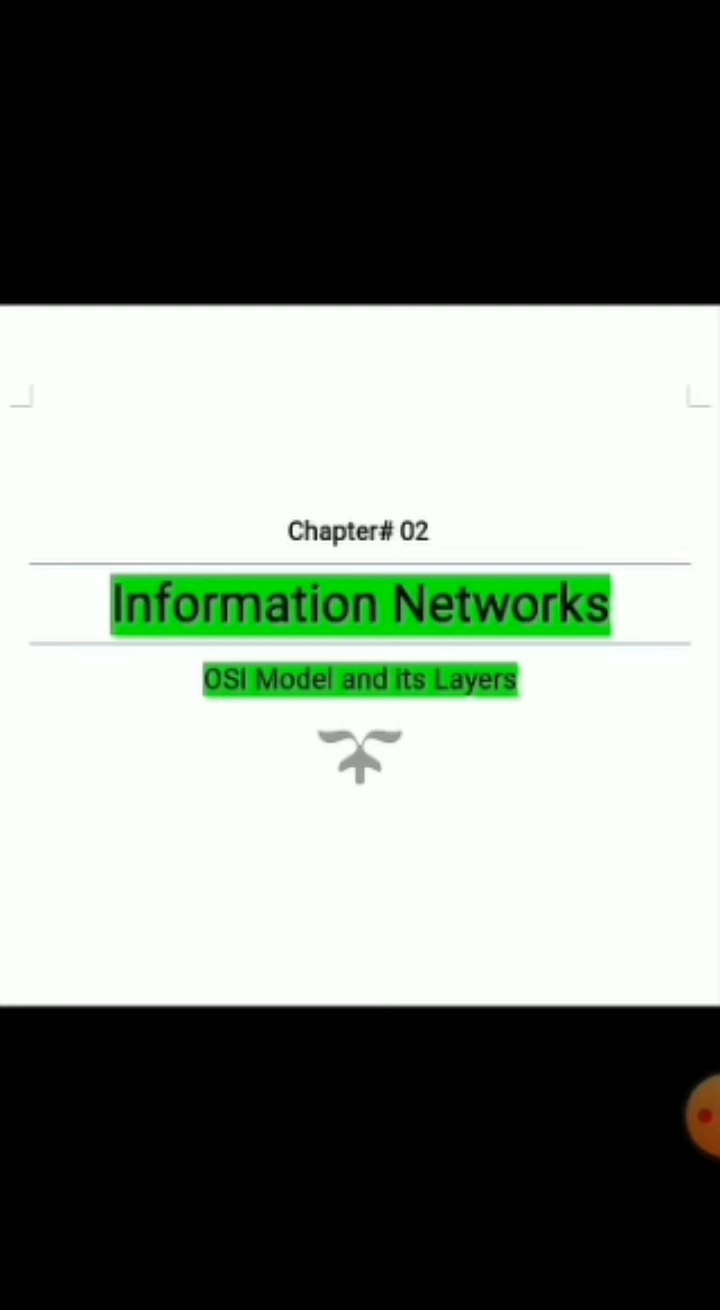 Chapter# 02
Information Networks
OSI Model and its Layers